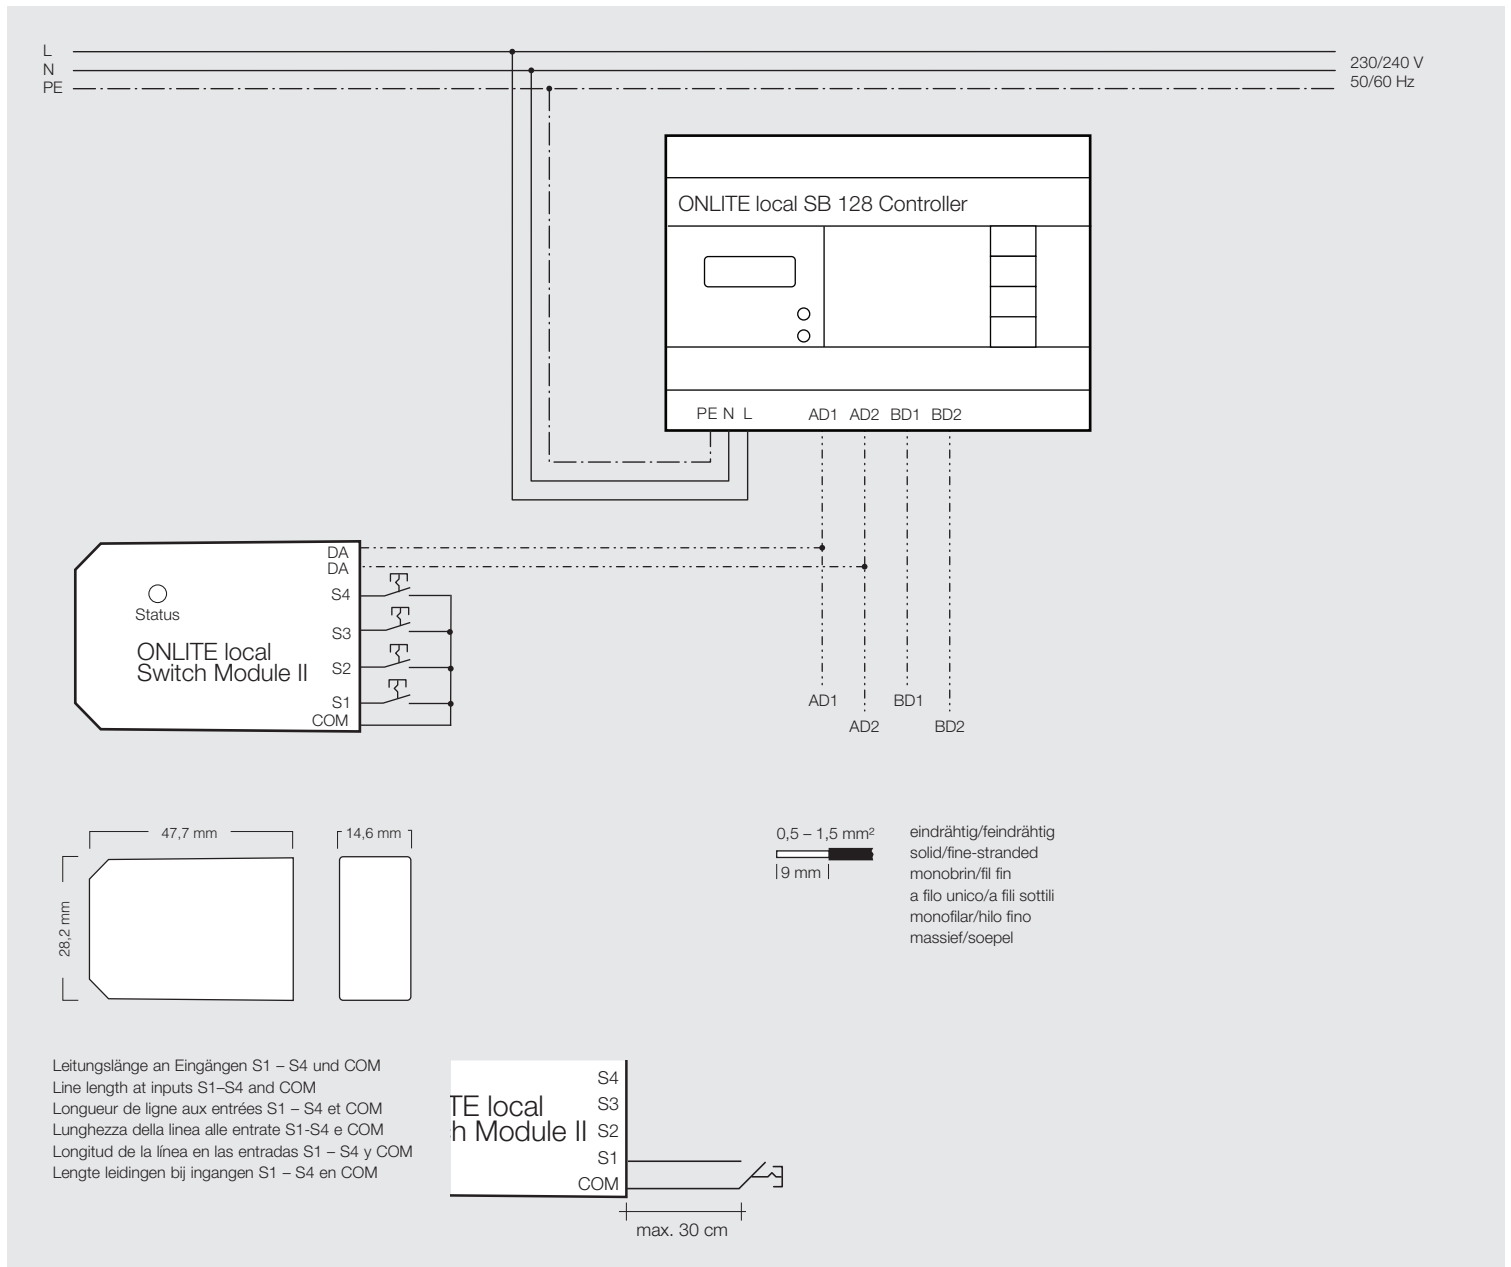 L
N
PE
230/240 V
50/60 Hz
ONLITE local SB 128 Controller
PE N L AD1 AD2 BD1 BD2
DA
DA
S4
S3
S2
S1
COM
Status
ONLITE local
Switch Module II
AD1
BD1
AD2
BD2
47,7 mm
14,6 mm
28,2 mm
0,5 – 1,5 mm²
9 mm
eindrähtig/feindrähtig
solid/fine-stranded
monobrin/fil fin
a filo unico/a fili sottili
monofilar/hilo fino
massief/soepel
Leitungslänge an Eingängen S1 – S4 und COM
Line length at inputs S1–S4 and COM
Longueur de ligne aux entrées S1 – S4 et COM
Lunghezza della linea alle entrate S1-S4 e COM
Longitud de la línea en las entradas S1 – S4 y COM
Lengte leidingen bij ingangen S1 – S4 en COM
TE local
h Module II
S4
S3
S2
S1
COM
max. 30 cm